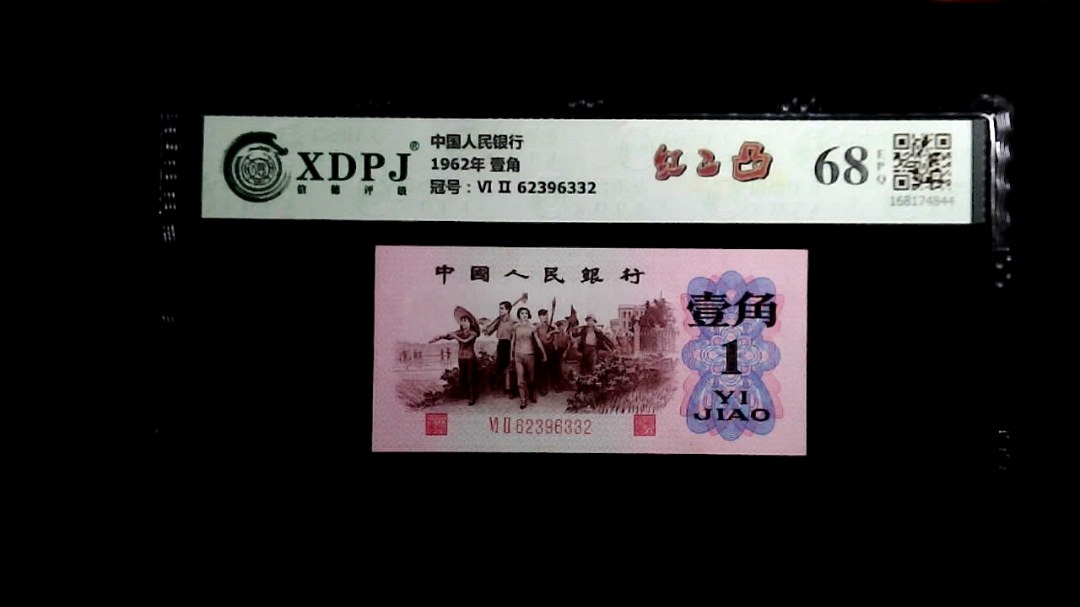 XDPJ®
信德评级
中国人民银行
1962年 壹角
冠号：VI II 62396332
红二凸
68
EPQ
168174844
中國人民銀行
壹角
1
YI
JIAO
VI II 62396332